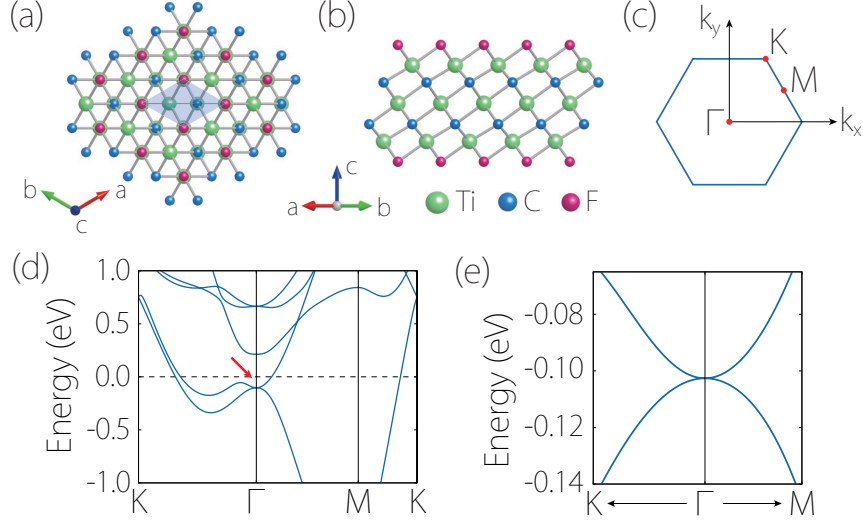 (a)
(b)
(c)
b
a
c
c
a
b
Ti
C
F
k_y
K
M
Γ
k_x
(d)
Energy (eV)
1.0
0.5
0.0
-0.5
-1.0
K
Γ
M
K
(e)
Energy (eV)
-0.08
-0.10
-0.12
-0.14
K
Γ
M